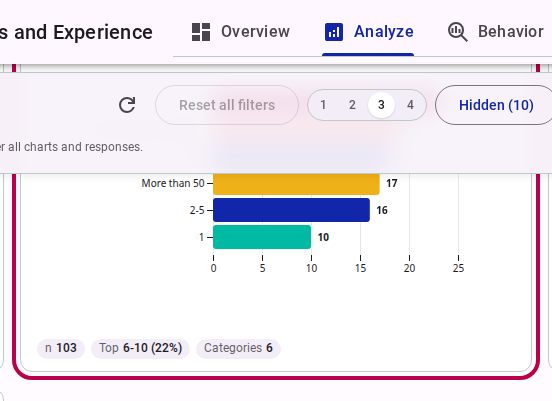 s and Experience
Overview
Analyze
Behavior
Reset all filters
1 2 3 4
Hidden (10)
er all charts and responses.
More than 50 17
2-5 16
1 10
0 5 10 15 20 25
n 103
Top 6-10 (22%)
Categories 6